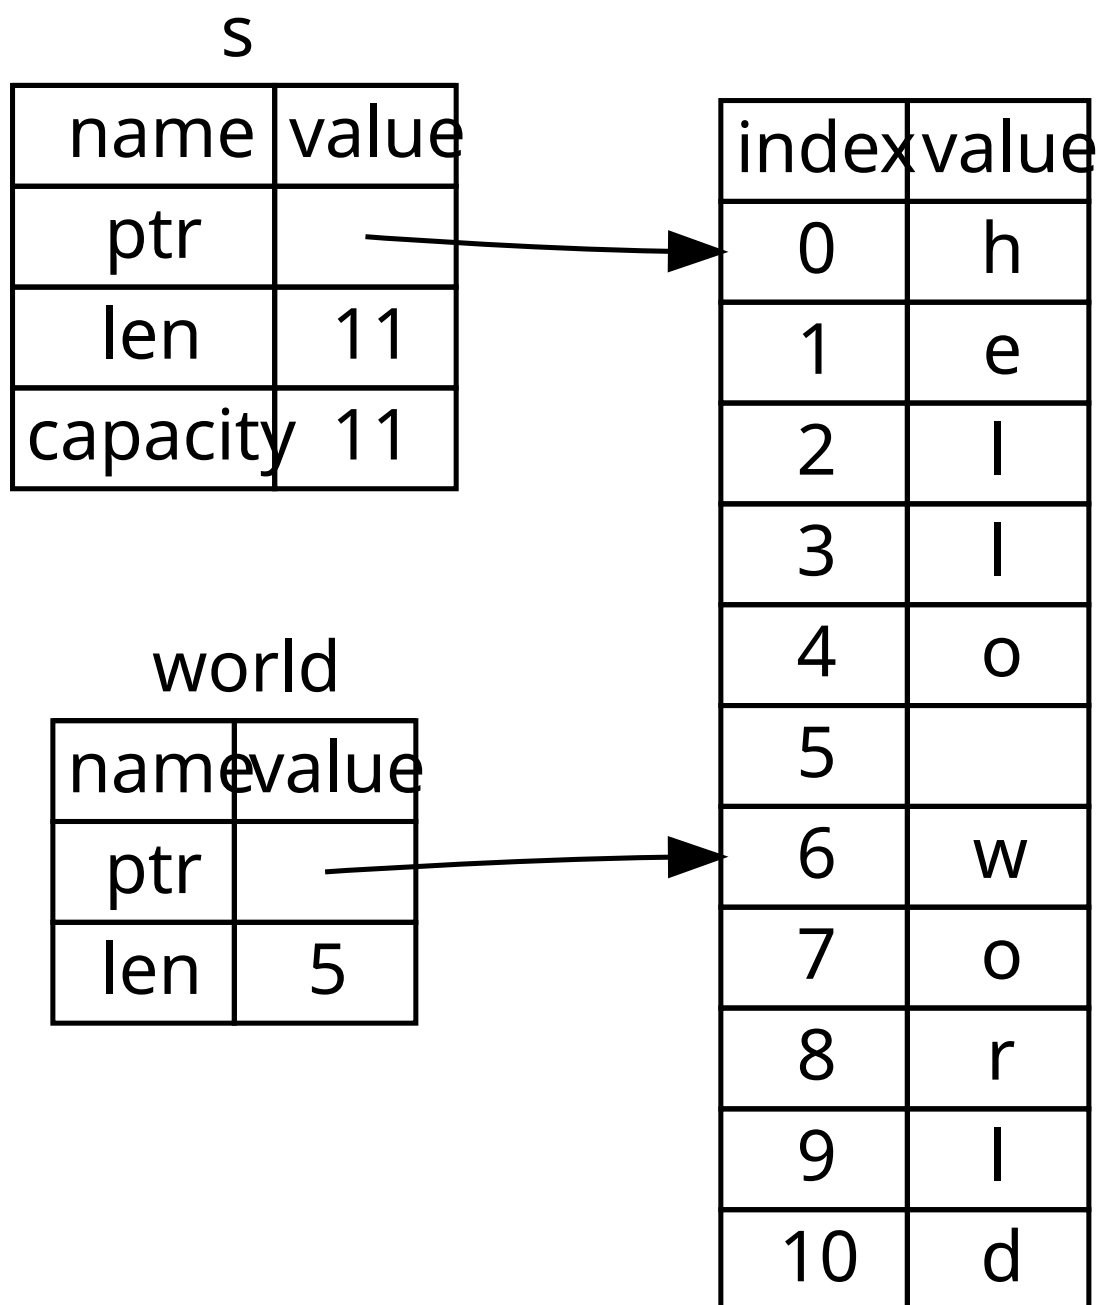 s
name value
ptr
len 11
capacity 11
world
name value
ptr
len 5
index value
0 h
1 e
2 l
3 l
4 o
5
6 w
7 o
8 r
9 l
10 d